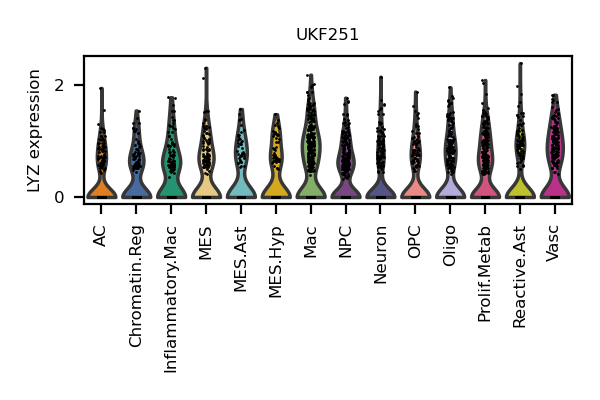 UKF251
LYZ expression
2
0
AC
Chromatin.Reg
Inflammatory.Mac
MES
MES.Ast
MES.Hyp
Mac
NPC
Neuron
OPC
Oligo
Prolif.Metab
Reactive.Ast
Vasc